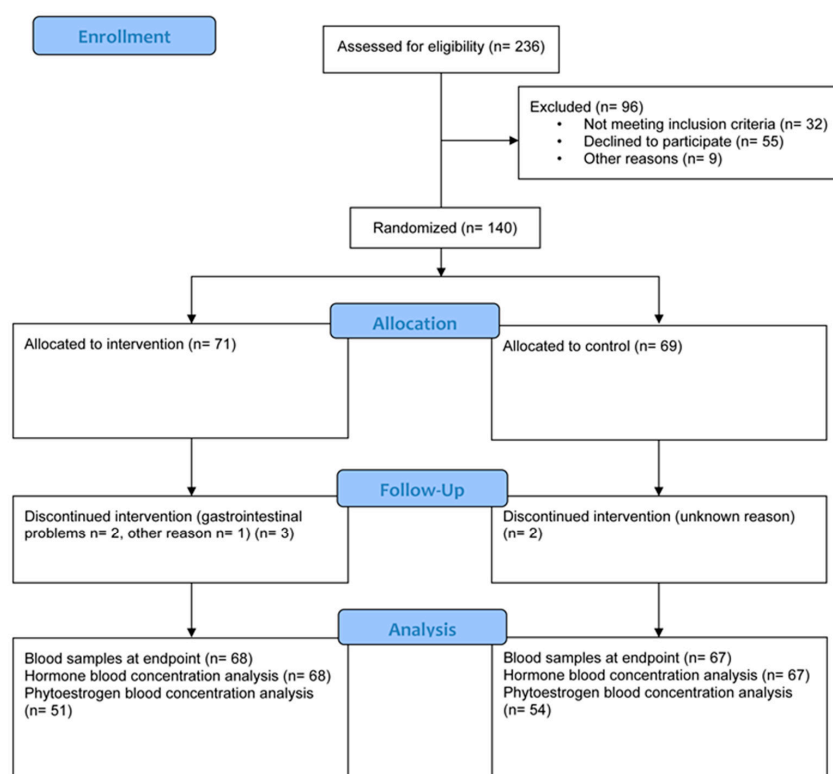 Enrollment
Assessed for eligibility (n= 236)
Excluded (n= 96)
• Not meeting inclusion criteria (n= 32)
• Declined to participate (n= 55)
• Other reasons (n= 9)
Randomized (n= 140)
Allocation
Allocated to intervention (n= 71)
Allocated to control (n= 69)
Follow-Up
Discontinued intervention (gastrointestinal
problems n= 2, other reason n= 1) (n= 3)
Discontinued intervention (unknown reason)
(n= 2)
Analysis
Blood samples at endpoint (n= 68)
Hormone blood concentration analysis (n= 68)
Phytoestrogen blood concentration analysis
(n= 51)
Blood samples at endpoint (n= 67)
Hormone blood concentration analysis (n= 67)
Phytoestrogen blood concentration analysis
(n= 54)